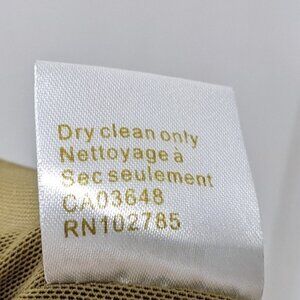 Dry clean only
Nettoyage à
Sec seulement
CA03648
RN102785